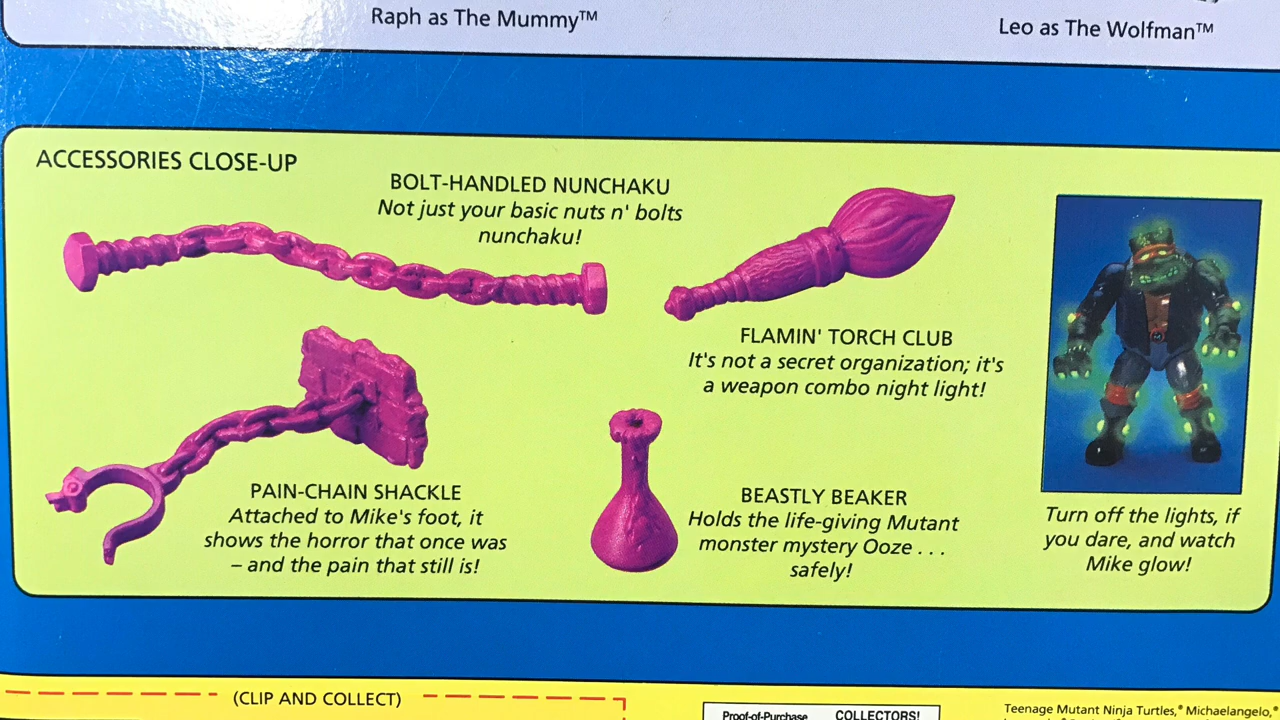 Raph as The Mummy™
Leo as The Wolfman™
ACCESSORIES CLOSE-UP
BOLT-HANDLED NUNCHAKU
Not just your basic nuts n' bolts
nunchaku!
FLAMIN' TORCH CLUB
It's not a secret organization; it's
a weapon combo night light!
PAIN-CHAIN SHACKLE
Attached to Mike's foot, it
shows the horror that once was
– and the pain that still is!
BEASTLY BEAKER
Holds the life-giving Mutant
monster mystery Ooze . . .
safely!
Turn off the lights, if
you dare, and watch
Mike glow!
(CLIP AND COLLECT)
Proof-of-Purchase
COLLECTORS!
Teenage Mutant Ninja Turtles,® Michaelangelo,®